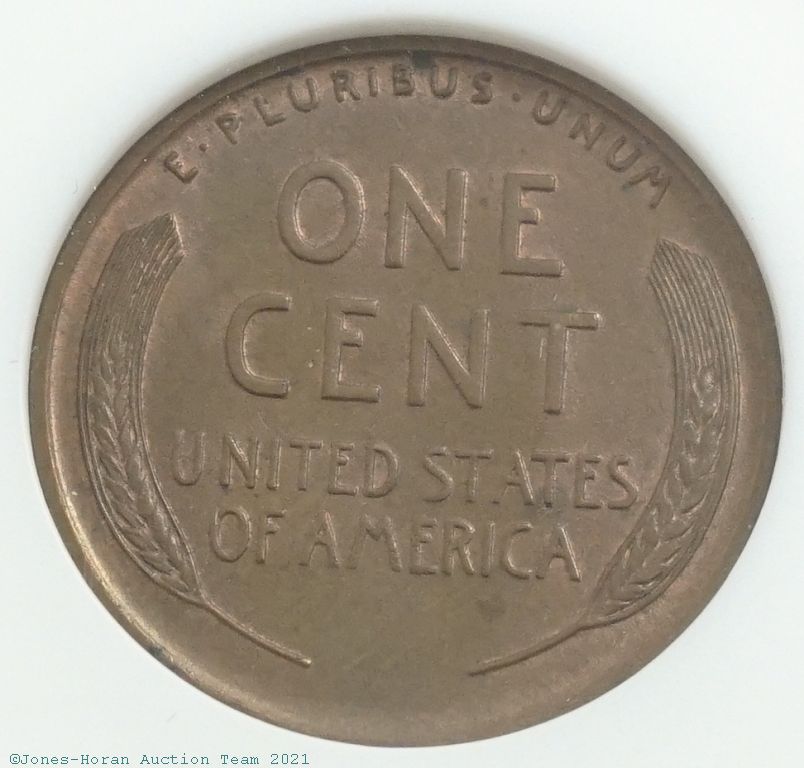 E·PLURIBUS·UNUM
ONE
CENT
UNITED STATES
OF AMERICA
©Jones-Horan Auction Team 2021